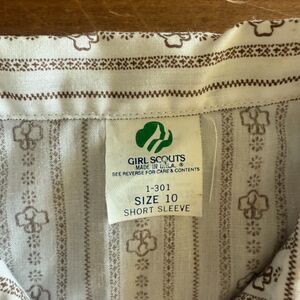 GIRL SCOUTS
MADE IN U.S.A. ®
SEE REVERSE FOR CARE & CONTENTS
1-301
SIZE 10
SHORT SLEEVE